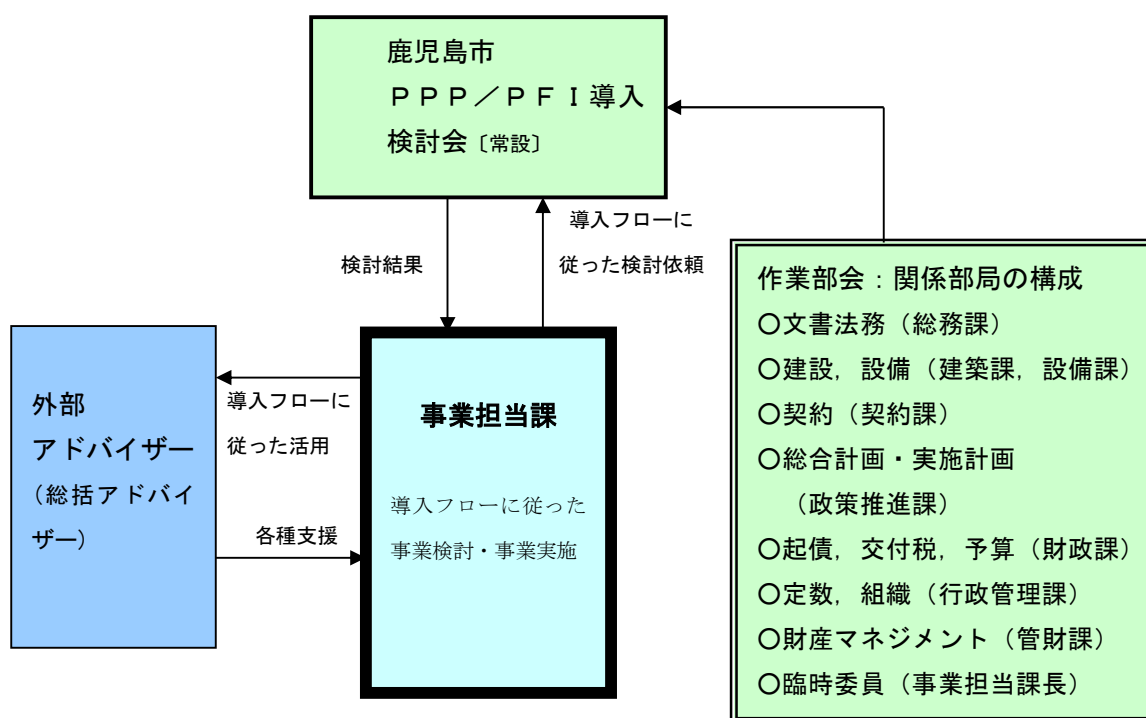 鹿児島市
ＰＰＰ／ＰＦＩ導入
検討会〔常設〕
検討結果
導入フローに
従った検討依頼
外部
アドバイザー
（総括アドバイ
ザー）
導入フローに
従った活用
各種支援
事業担当課
導入フローに従った
事業検討・事業実施
作業部会：関係部局の構成
○文書法務（総務課）
○建設，設備（建築課，設備課）
○契約（契約課）
○総合計画・実施計画
（政策推進課）
○起債，交付税，予算（財政課）
○定数，組織（行政管理課）
○財産マネジメント（管財課）
○臨時委員（事業担当課長）